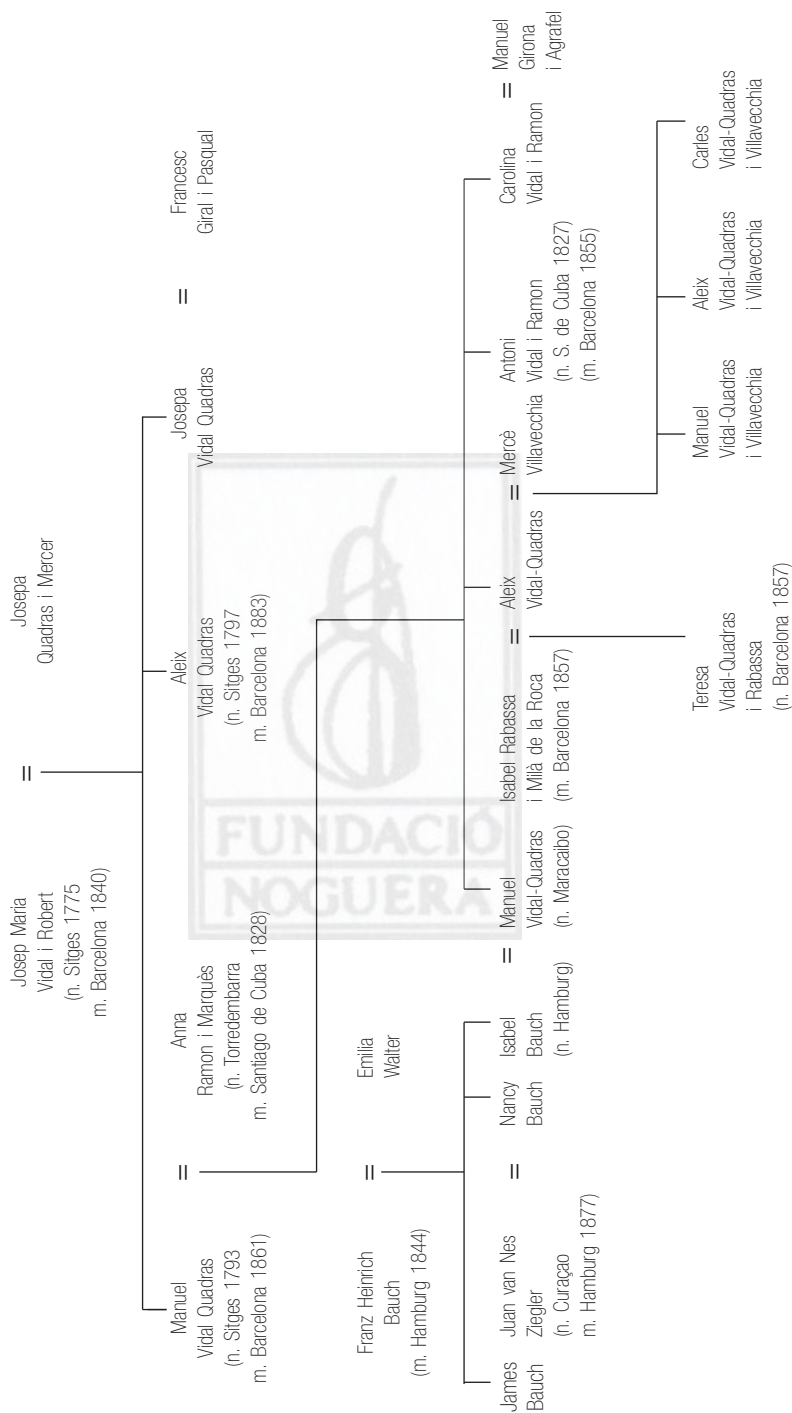 Josep Maria
Vidal i Robert
(n. Sitges 1775
m. Barcelona 1840)
=
Josepa
Quadras i Mercer
Manuel
Vidal Quadras
(n. Sitges 1793
m. Barcelona 1861)
=
Anna
Ramon i Marquès
(n. Torredembarra
m. Santiago de Cuba 1828)
Aleix
Vidal Quadras
(n. Sitges 1797
m. Barcelona 1883)
Josepa
Vidal Quadras
=
Francesc
Giral i Pasqual
Franz Heinrich
Bauch
(m. Hamburg 1844)
=
Emilia
Walter
James
Bauch
Juan van Nes
Ziegler
(n. Curaçao
m. Hamburg 1877)
=
Nancy
Bauch
Isabel
Bauch
(n. Hamburg)
=
Manuel
Vidal-Quadras
(n. Maracaibo)
Isabel Rabassa
i Milà de la Roca
(m. Barcelona 1857)
=
Aleix
Vidal-Quadras
=
Mercè
Villavecchia
Antoni
Vidal i Ramon
(n. S. de Cuba 1827)
(m. Barcelona 1855)
Carolina
Vidal i Ramon
=
Manuel
Girona
i Agrafel
Teresa
Vidal-Quadras
i Rabassa
(n. Barcelona 1857)
Manuel
Vidal-Quadras
i Villavecchia
Aleix
Vidal-Quadras
i Villavecchia
Carles
Vidal-Quadras
i Villavecchia
FUNDACIÓ
NOGUERA